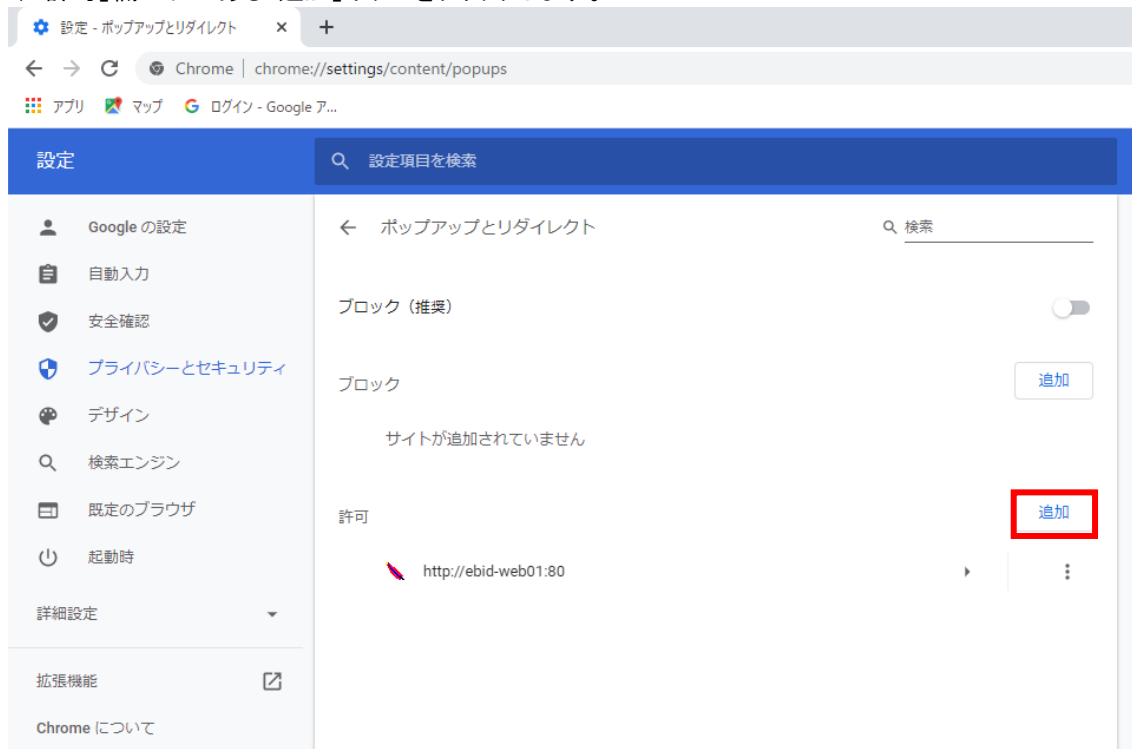 設定 - ポップアップとリダイレクト
Chrome | chrome://settings/content/popups
アプリ マップ G ログイン - Google ア...
設定
設定項目を検索
Google の設定
自動入力
安全確認
プライバシーとセキュリティ
デザイン
検索エンジン
既定のブラウザ
起動時
詳細設定
拡張機能
Chrome について
ポップアップとリダイレクト
検索
ブロック（推奨）
ブロック
追加
サイトが追加されていません
許可
追加
http://ebid-web01:80